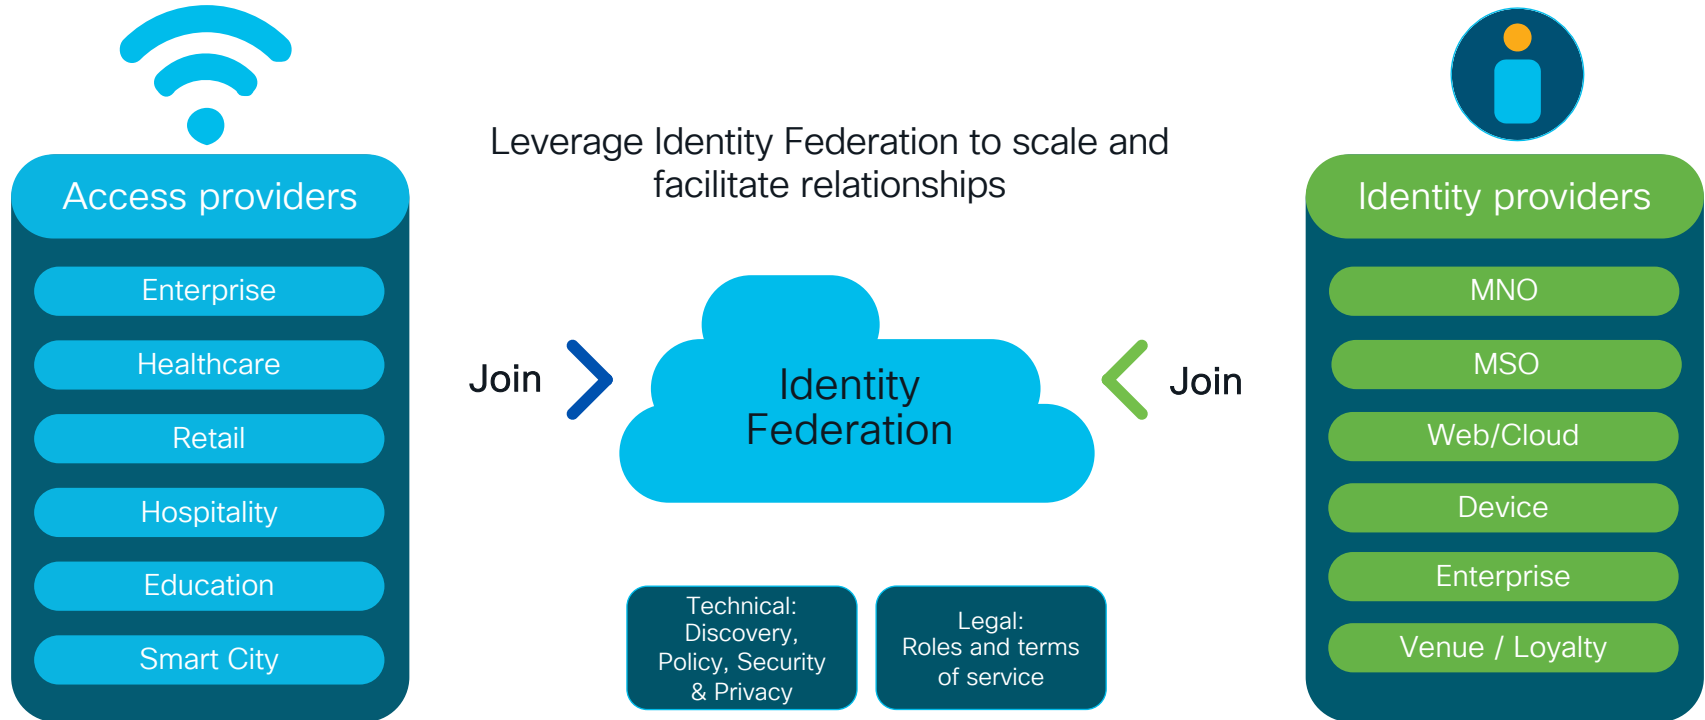 Leverage Identity Federation to scale and
facilitate relationships
Access providers
Enterprise
Healthcare
Retail
Hospitality
Education
Smart City
Join
Identity
Federation
Join
Technical:
Discovery,
Policy, Security
& Privacy
Legal:
Roles and terms
of service
Identity providers
MNO
MSO
Web/Cloud
Device
Enterprise
Venue / Loyalty